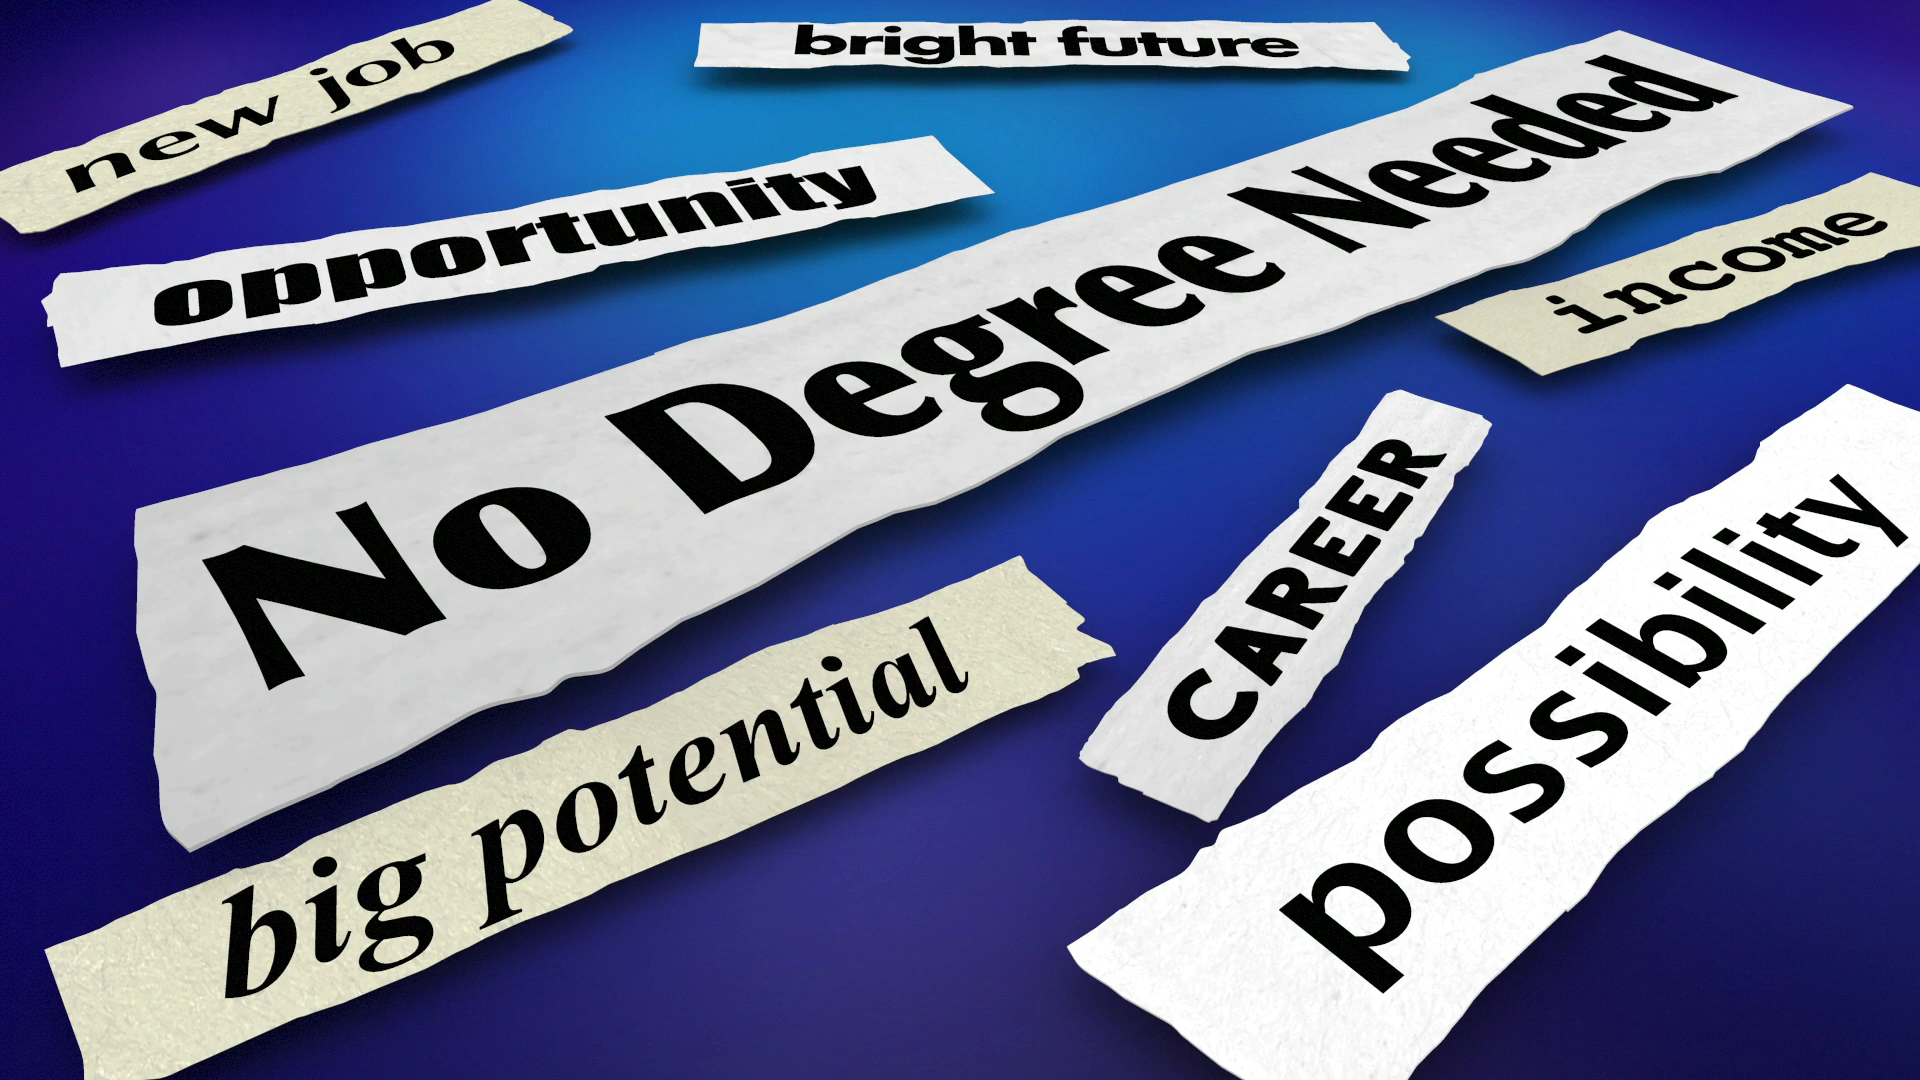 new job
bright future
opportunity
No Degree Needed
income
CAREER
possibility
big potential